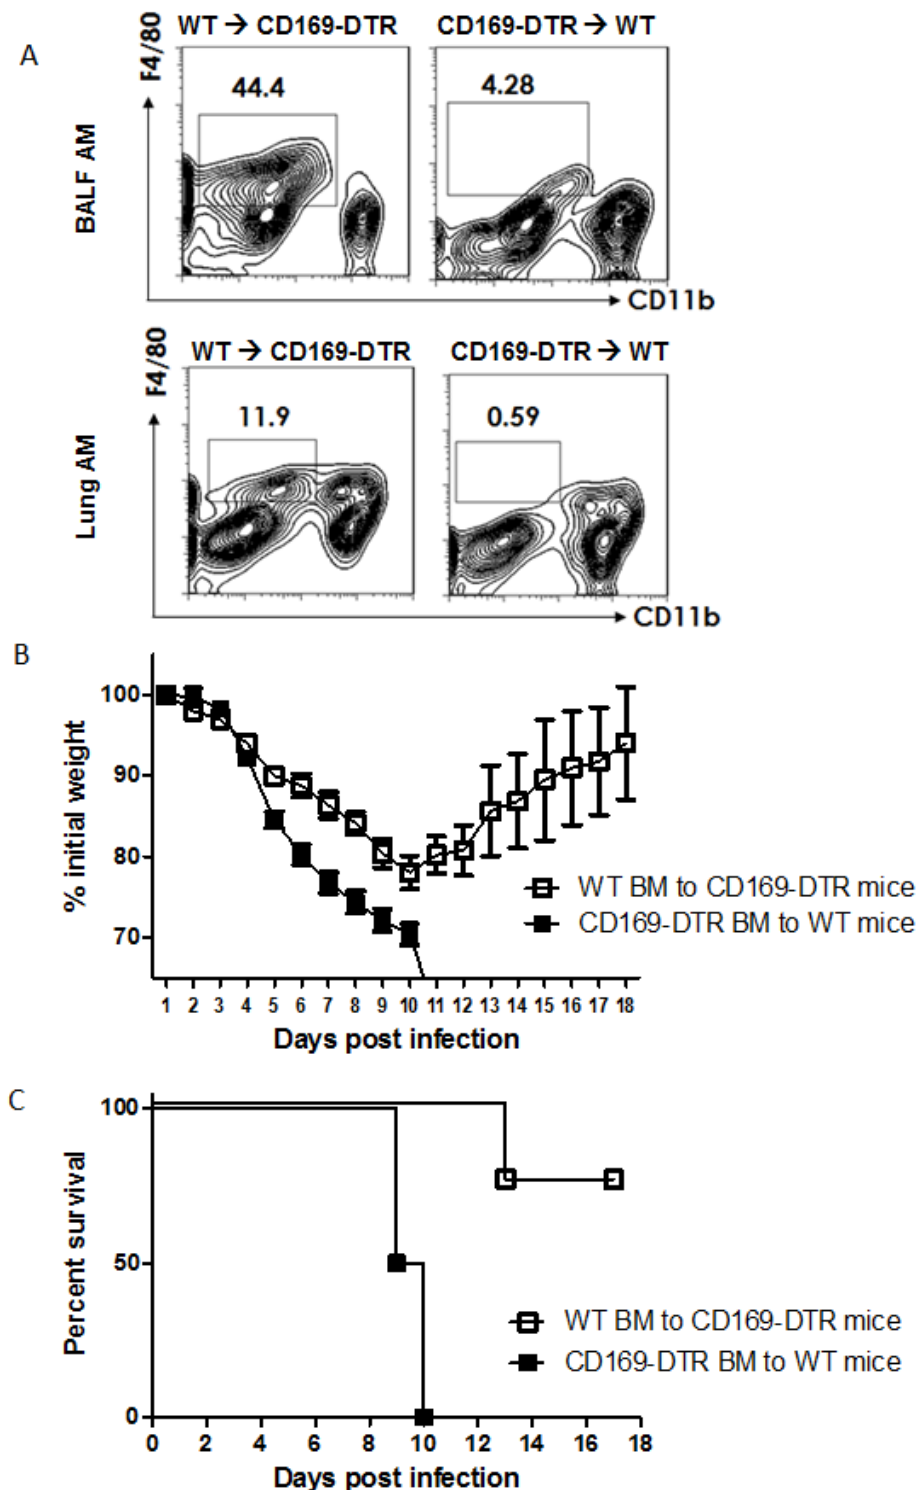 A
WT → CD169-DTR
CD169-DTR → WT
F4/80
44.4
4.28
BALF AM
CD11b
WT → CD169-DTR
CD169-DTR → WT
F4/80
11.9
0.59
Lung AM
CD11b
B
% initial weight
100
90
80
70
WT BM to CD169-DTR mice
CD169-DTR BM to WT mice
1 2 3 4 5 6 7 8 9 10 11 12 13 14 15 16 17 18
Days post infection
C
Percent survival
100
50
0
WT BM to CD169-DTR mice
CD169-DTR BM to WT mice
0 2 4 6 8 10 12 14 16 18
Days post infection